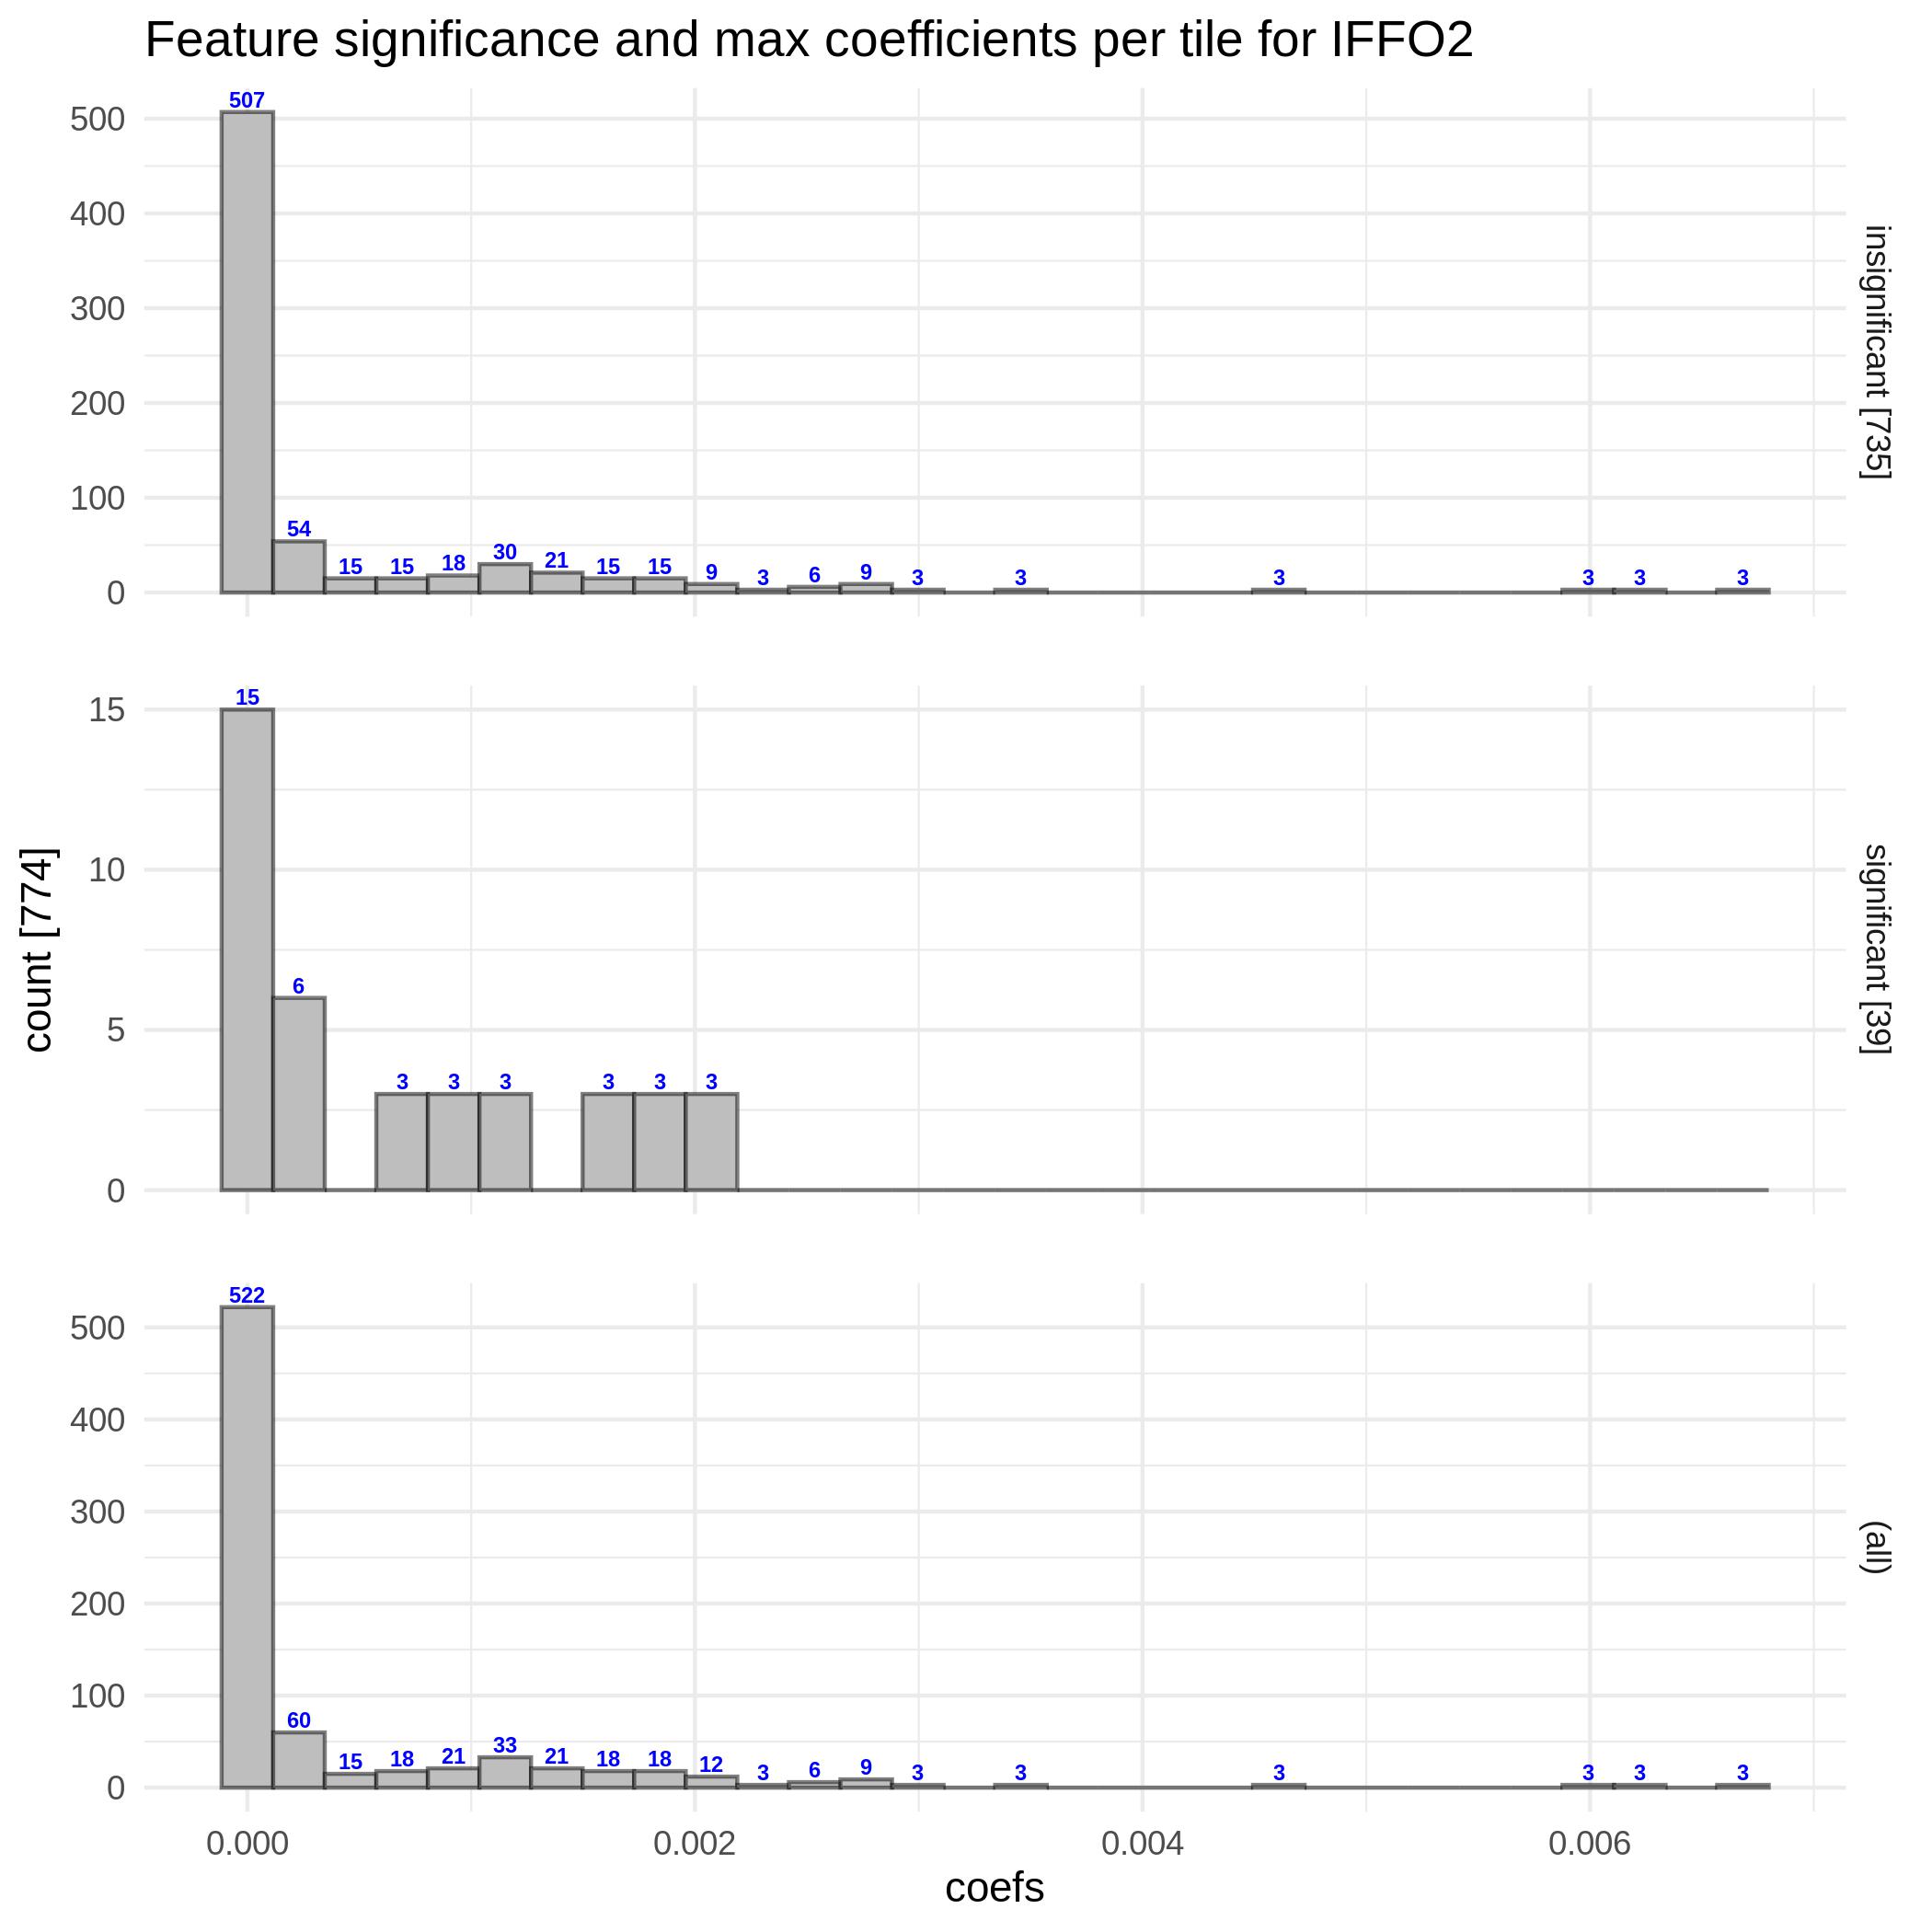 Feature significance and max coefficients per tile for IFFO2
507
500
400
300
200
100
0
54
15 15 18 30 21 15 15 9 3 6 9 3 3 3 3 3 3
insignificant [735]
15
15
10
5
0
6
3 3 3 3 3 3
significant [39]
count [774]
522
500
400
300
200
100
0
60
15 18 21 33 21 18 18 12 3 6 9 3 3 3 3 3 3
(all)
0.000 0.002 0.004 0.006
coefs